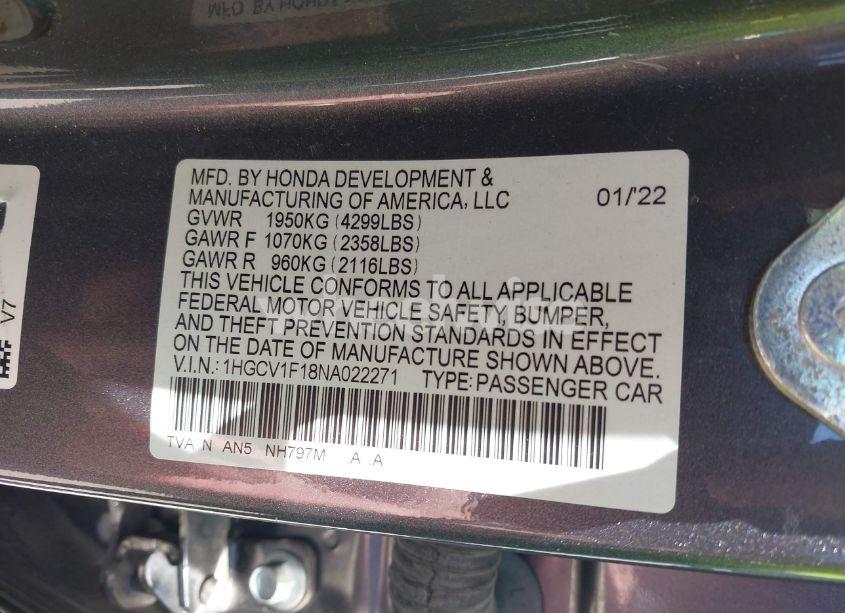 MFD. BY HONDA DEVELOPMENT &
MANUFACTURING OF AMERICA, LLC 01/'22
GVWR 1950KG (4299LBS)
GAWR F 1070KG (2358LBS)
GAWR R 960KG (2116LBS)
THIS VEHICLE CONFORMS TO ALL APPLICABLE
FEDERAL MOTOR VEHICLE SAFETY, BUMPER,
AND THEFT PREVENTION STANDARDS IN EFFECT
ON THE DATE OF MANUFACTURE SHOWN ABOVE.
V.I.N.: 1HGCV1F18NA022271 TYPE: PASSENGER CAR
TVA N AN5 NH797M A A
V7